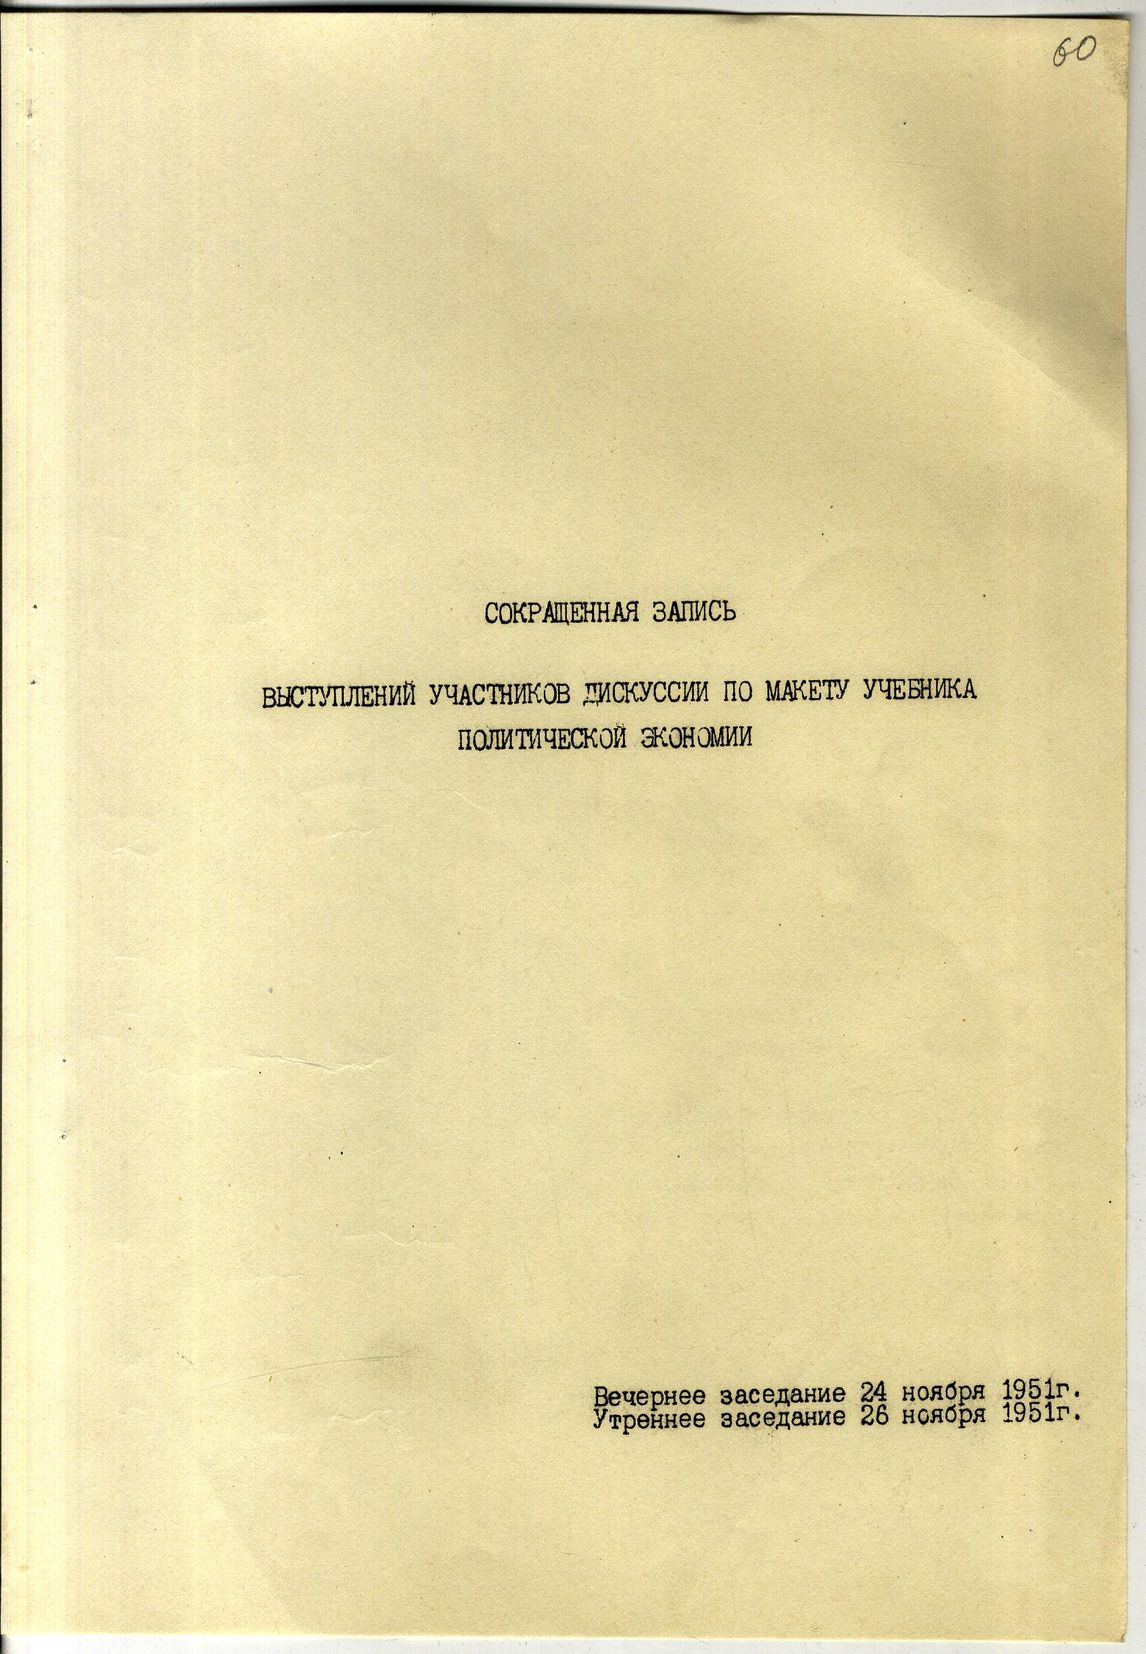 60
СОКРАЩЕННАЯ ЗАПИСЬ
ВЫСТУПЛЕНИЙ УЧАСТНИКОВ ДИСКУССИИ ПО МАКЕТУ УЧЕБНИКА
ПОЛИТИЧЕСКОЙ ЭКОНОМИИ
Вечернее заседание 24 ноября 1951г.
Утреннее заседание 26 ноября 1951г.